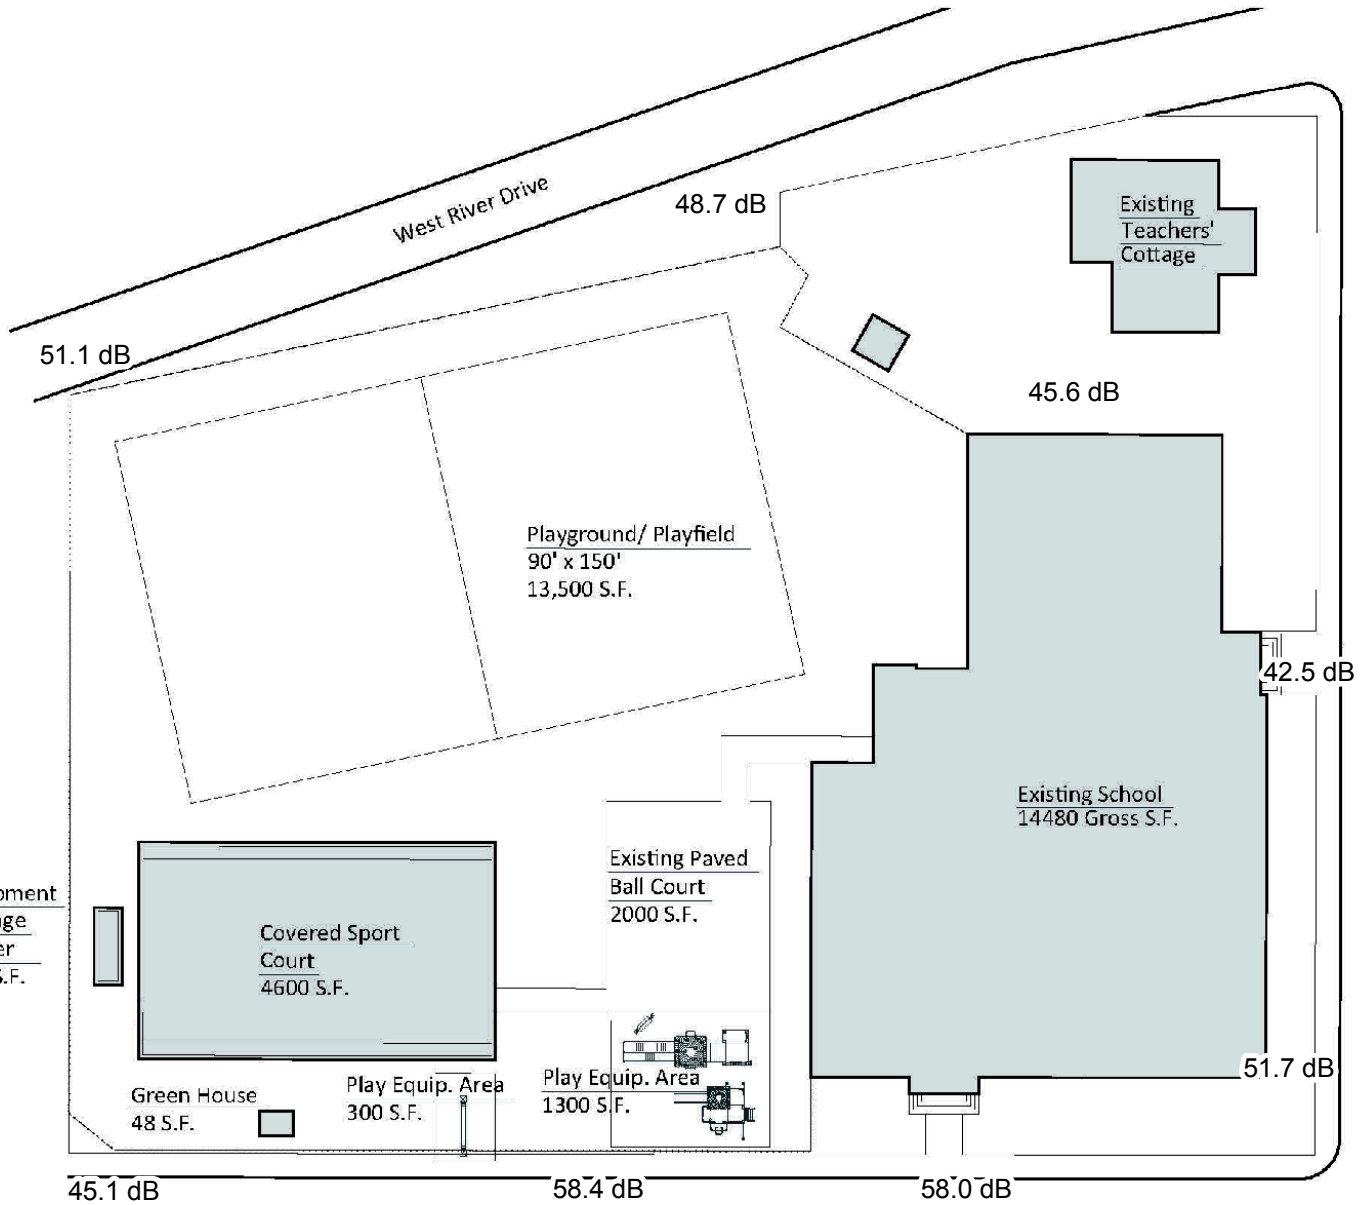 West River Drive
48.7 dB
Existing
Teachers'
Cottage
51.1 dB
45.6 dB
Playground/ Playfield
90' x 150'
13,500 S.F.
42.5 dB
Existing School
14480 Gross S.F.
Existing Paved
Ball Court
2000 S.F.
Covered Sport
Court
4600 S.F.
S.F.
51.7 dB
Play Equip. Area
300 S.F.
Play Equip. Area
1300 S.F.
Green House
48 S.F.
45.1 dB
58.4 dB
58.0 dB